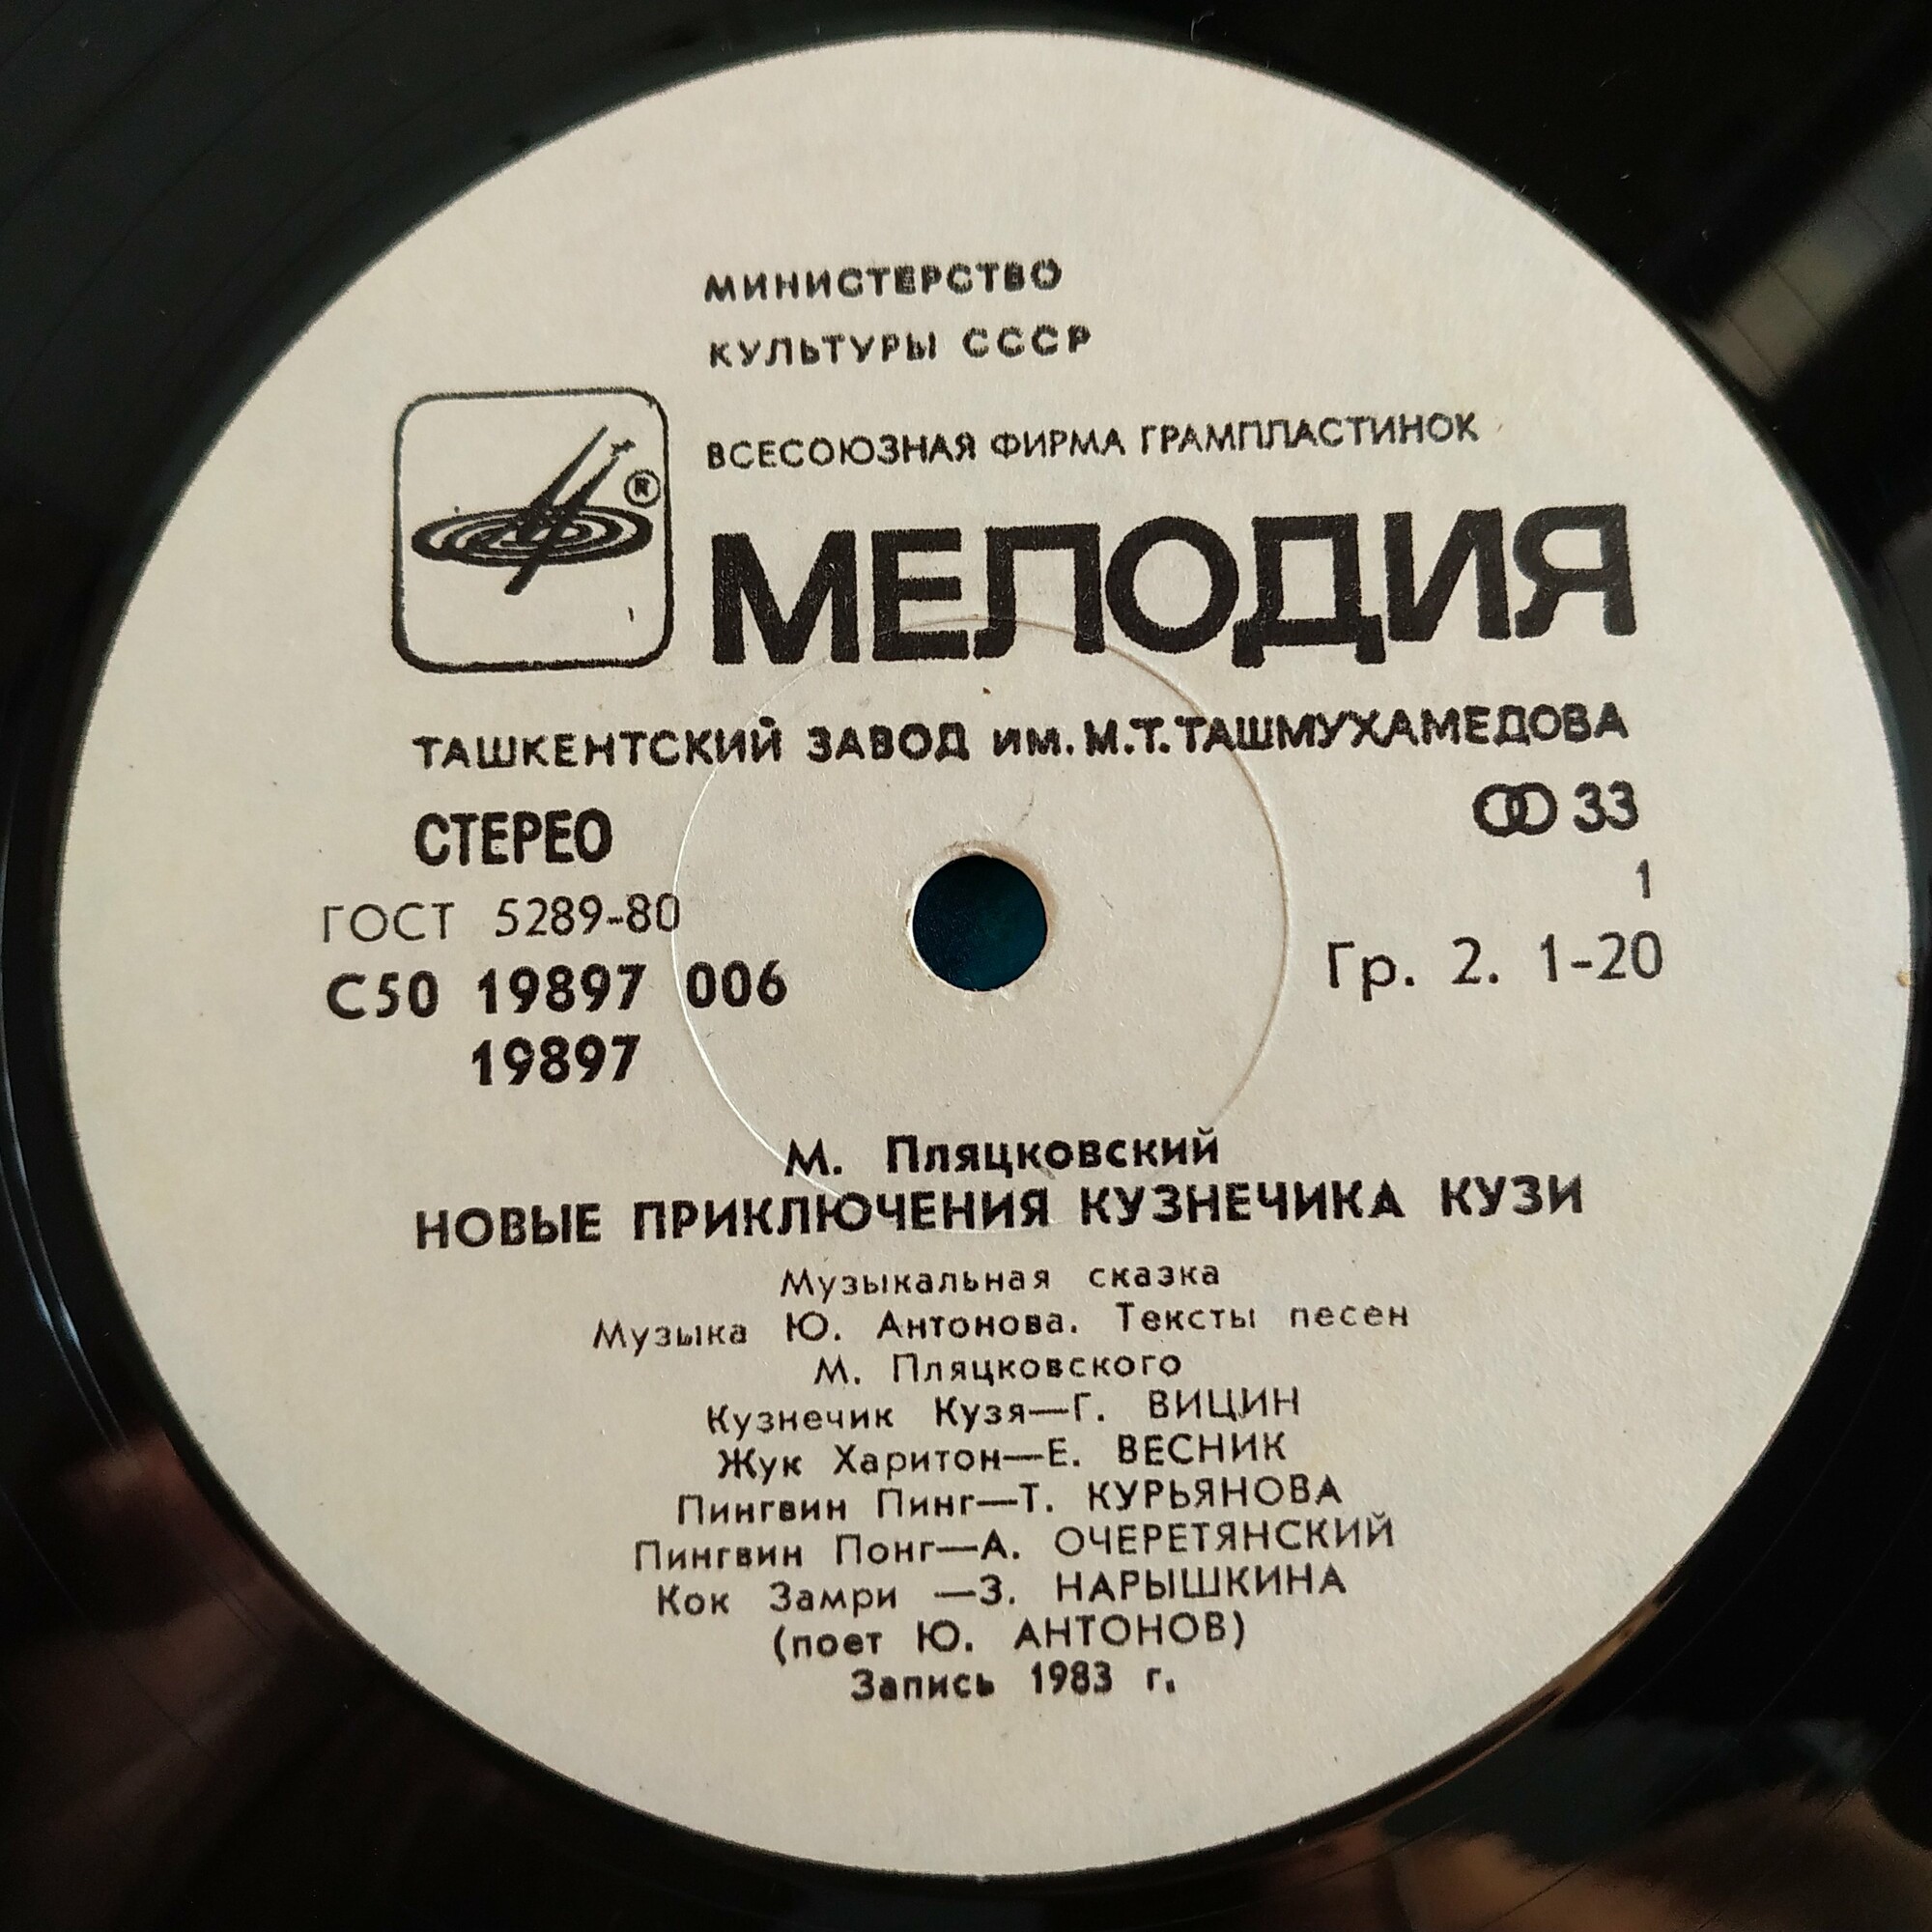 МИНИСТЕРСТВО
КУЛЬТУРЫ СССР
ВСЕСОЮЗНАЯ ФИРМА ГРАМПЛАСТИНОК
®
МЕЛОДИЯ
ТАШКЕНТСКИЙ ЗАВОД им. М.Т. ТАШМУХАМЕДОВА
СТЕРЕО
33
1
ГОСТ 5289-80
С50 19897 006
Гр. 2. 1-20
19897
М. Пляцковский
НОВЫЕ ПРИКЛЮЧЕНИЯ КУЗНЕЧИКА КУЗИ
Музыкальная сказка
Музыка Ю. Антонова. Тексты песен
М. Пляцковского
Кузнечик Кузя—Г. ВИЦИН
Жук Харитон—Е. ВЕСНИК
Пингвин Пинг—Т. КУРЬЯНОВА
Пингвин Понг—А. ОЧЕРЕТЯНСКИЙ
Кок Замри —З. НАРЫШКИНА
(поет Ю. АНТОНОВ)
Запись 1983 г.